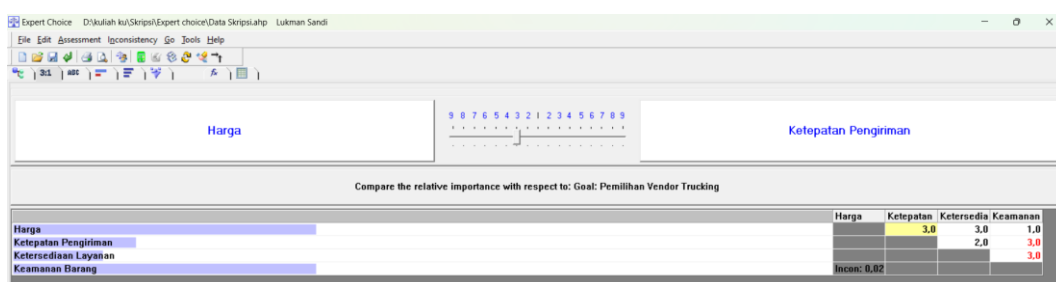 Expert Choice D:\kuliah ku\Skripsi\Expert choice\Data Skripsi.ahp Lukman Sandi
File Edit Assessment Inconsistency Go Tools Help
3:1 ABC
Harga
9 8 7 6 5 4 3 2 1 2 3 4 5 6 7 8 9
Ketepatan Pengiriman
Compare the relative importance with respect to: Goal: Pemilihan Vendor Trucking
Harga Ketepatan Ketersedia Keamanan
Harga 3,0 3,0 1,0
Ketepatan Pengiriman 2,0 3,0
Ketersediaan Layanan 3,0
Keamanan Barang Incon: 0,02